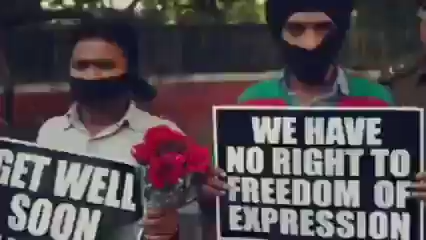 GET WELL
SOON
WE HAVE
NO RIGHT TO
FREEDOM OF
EXPRESSION